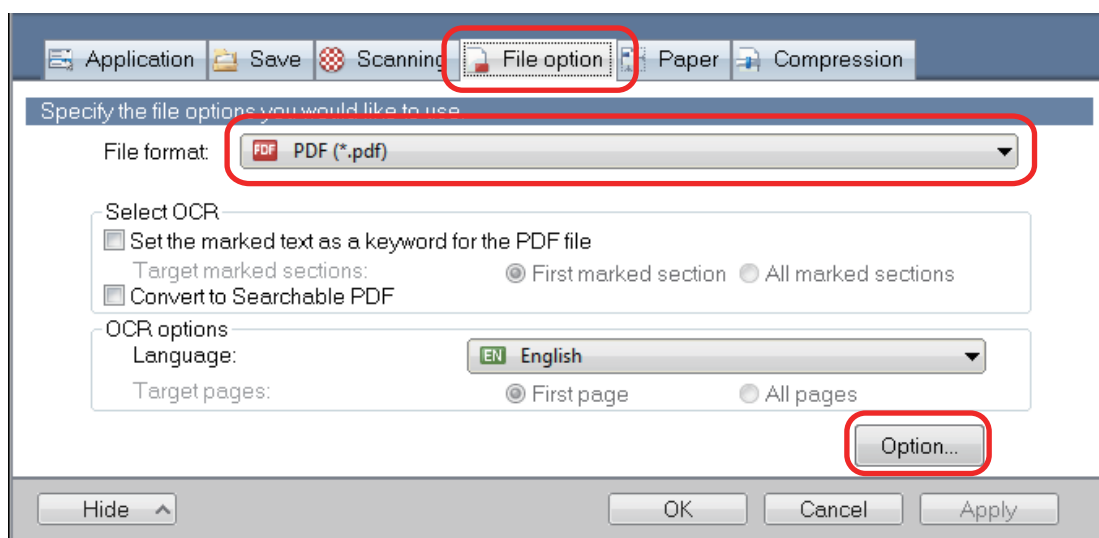 Application Save Scanning File option Paper Compression
Specify the file options you would like to use
File format: PDF PDF (*.pdf)
Select OCR
Set the marked text as a keyword for the PDF file
Target marked sections: First marked section All marked sections
Convert to Searchable PDF
OCR options
Language: EN English
Target pages: First page All pages
Option...
Hide OK Cancel Apply